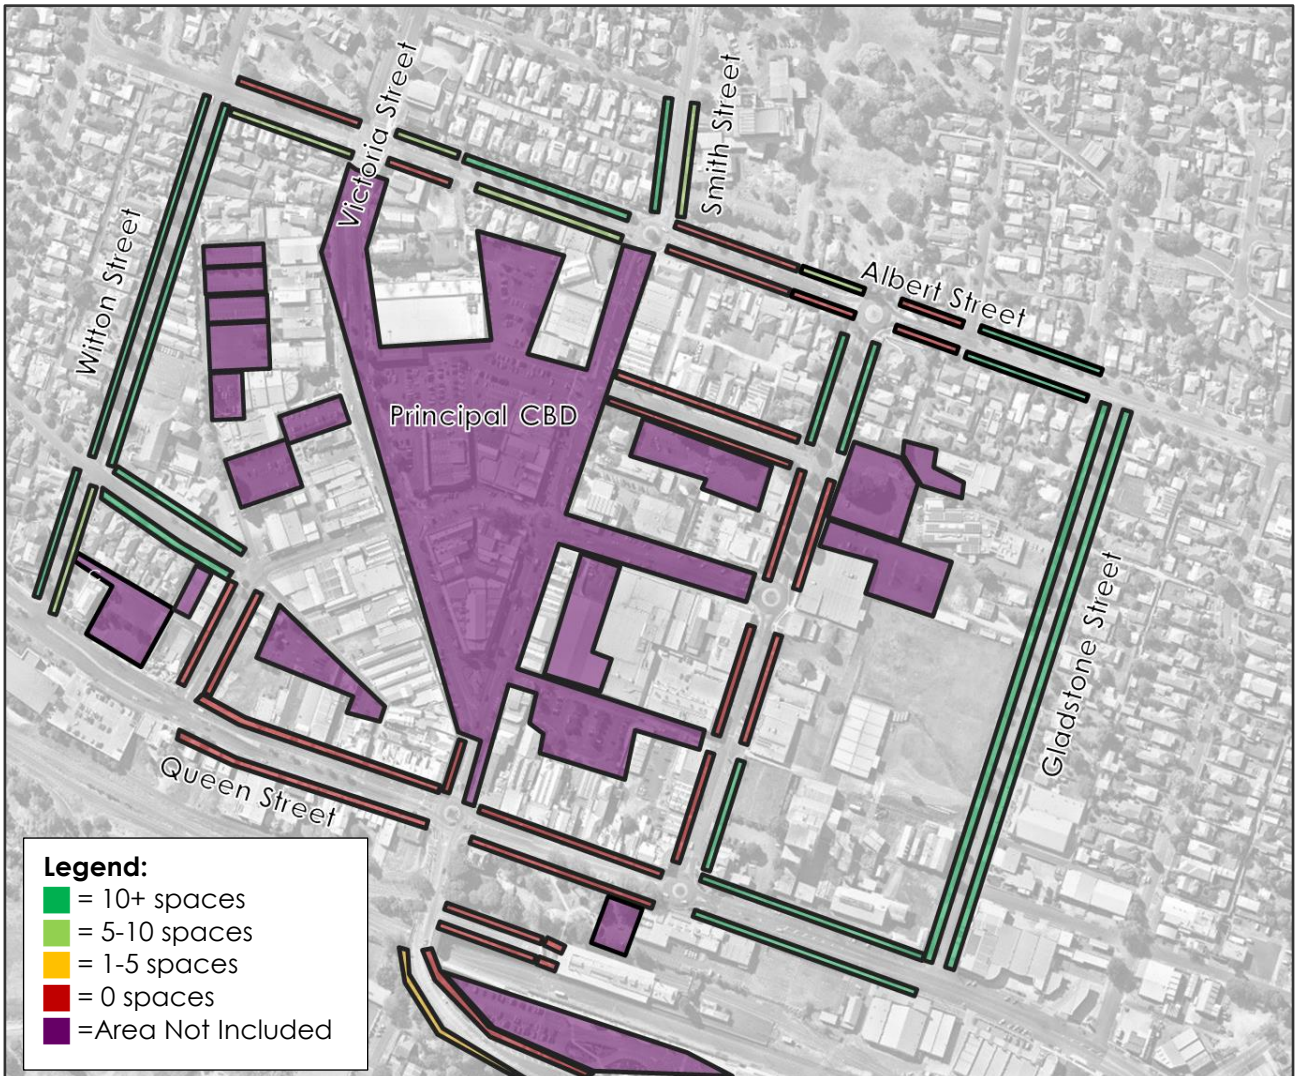 Victoria Street
Smith Street
Witton Street
Albert Street
Principal CBD
Gladstone Street
Queen Street
Legend:
= 10+ spaces
= 5-10 spaces
= 1-5 spaces
= 0 spaces
=Area Not Included